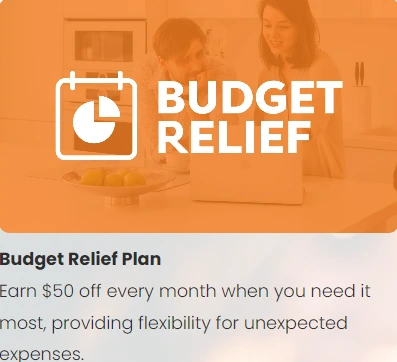 BUDGET
RELIEF
Budget Relief Plan
Earn $50 off every month when you need it
most, providing flexibility for unexpected
expenses.